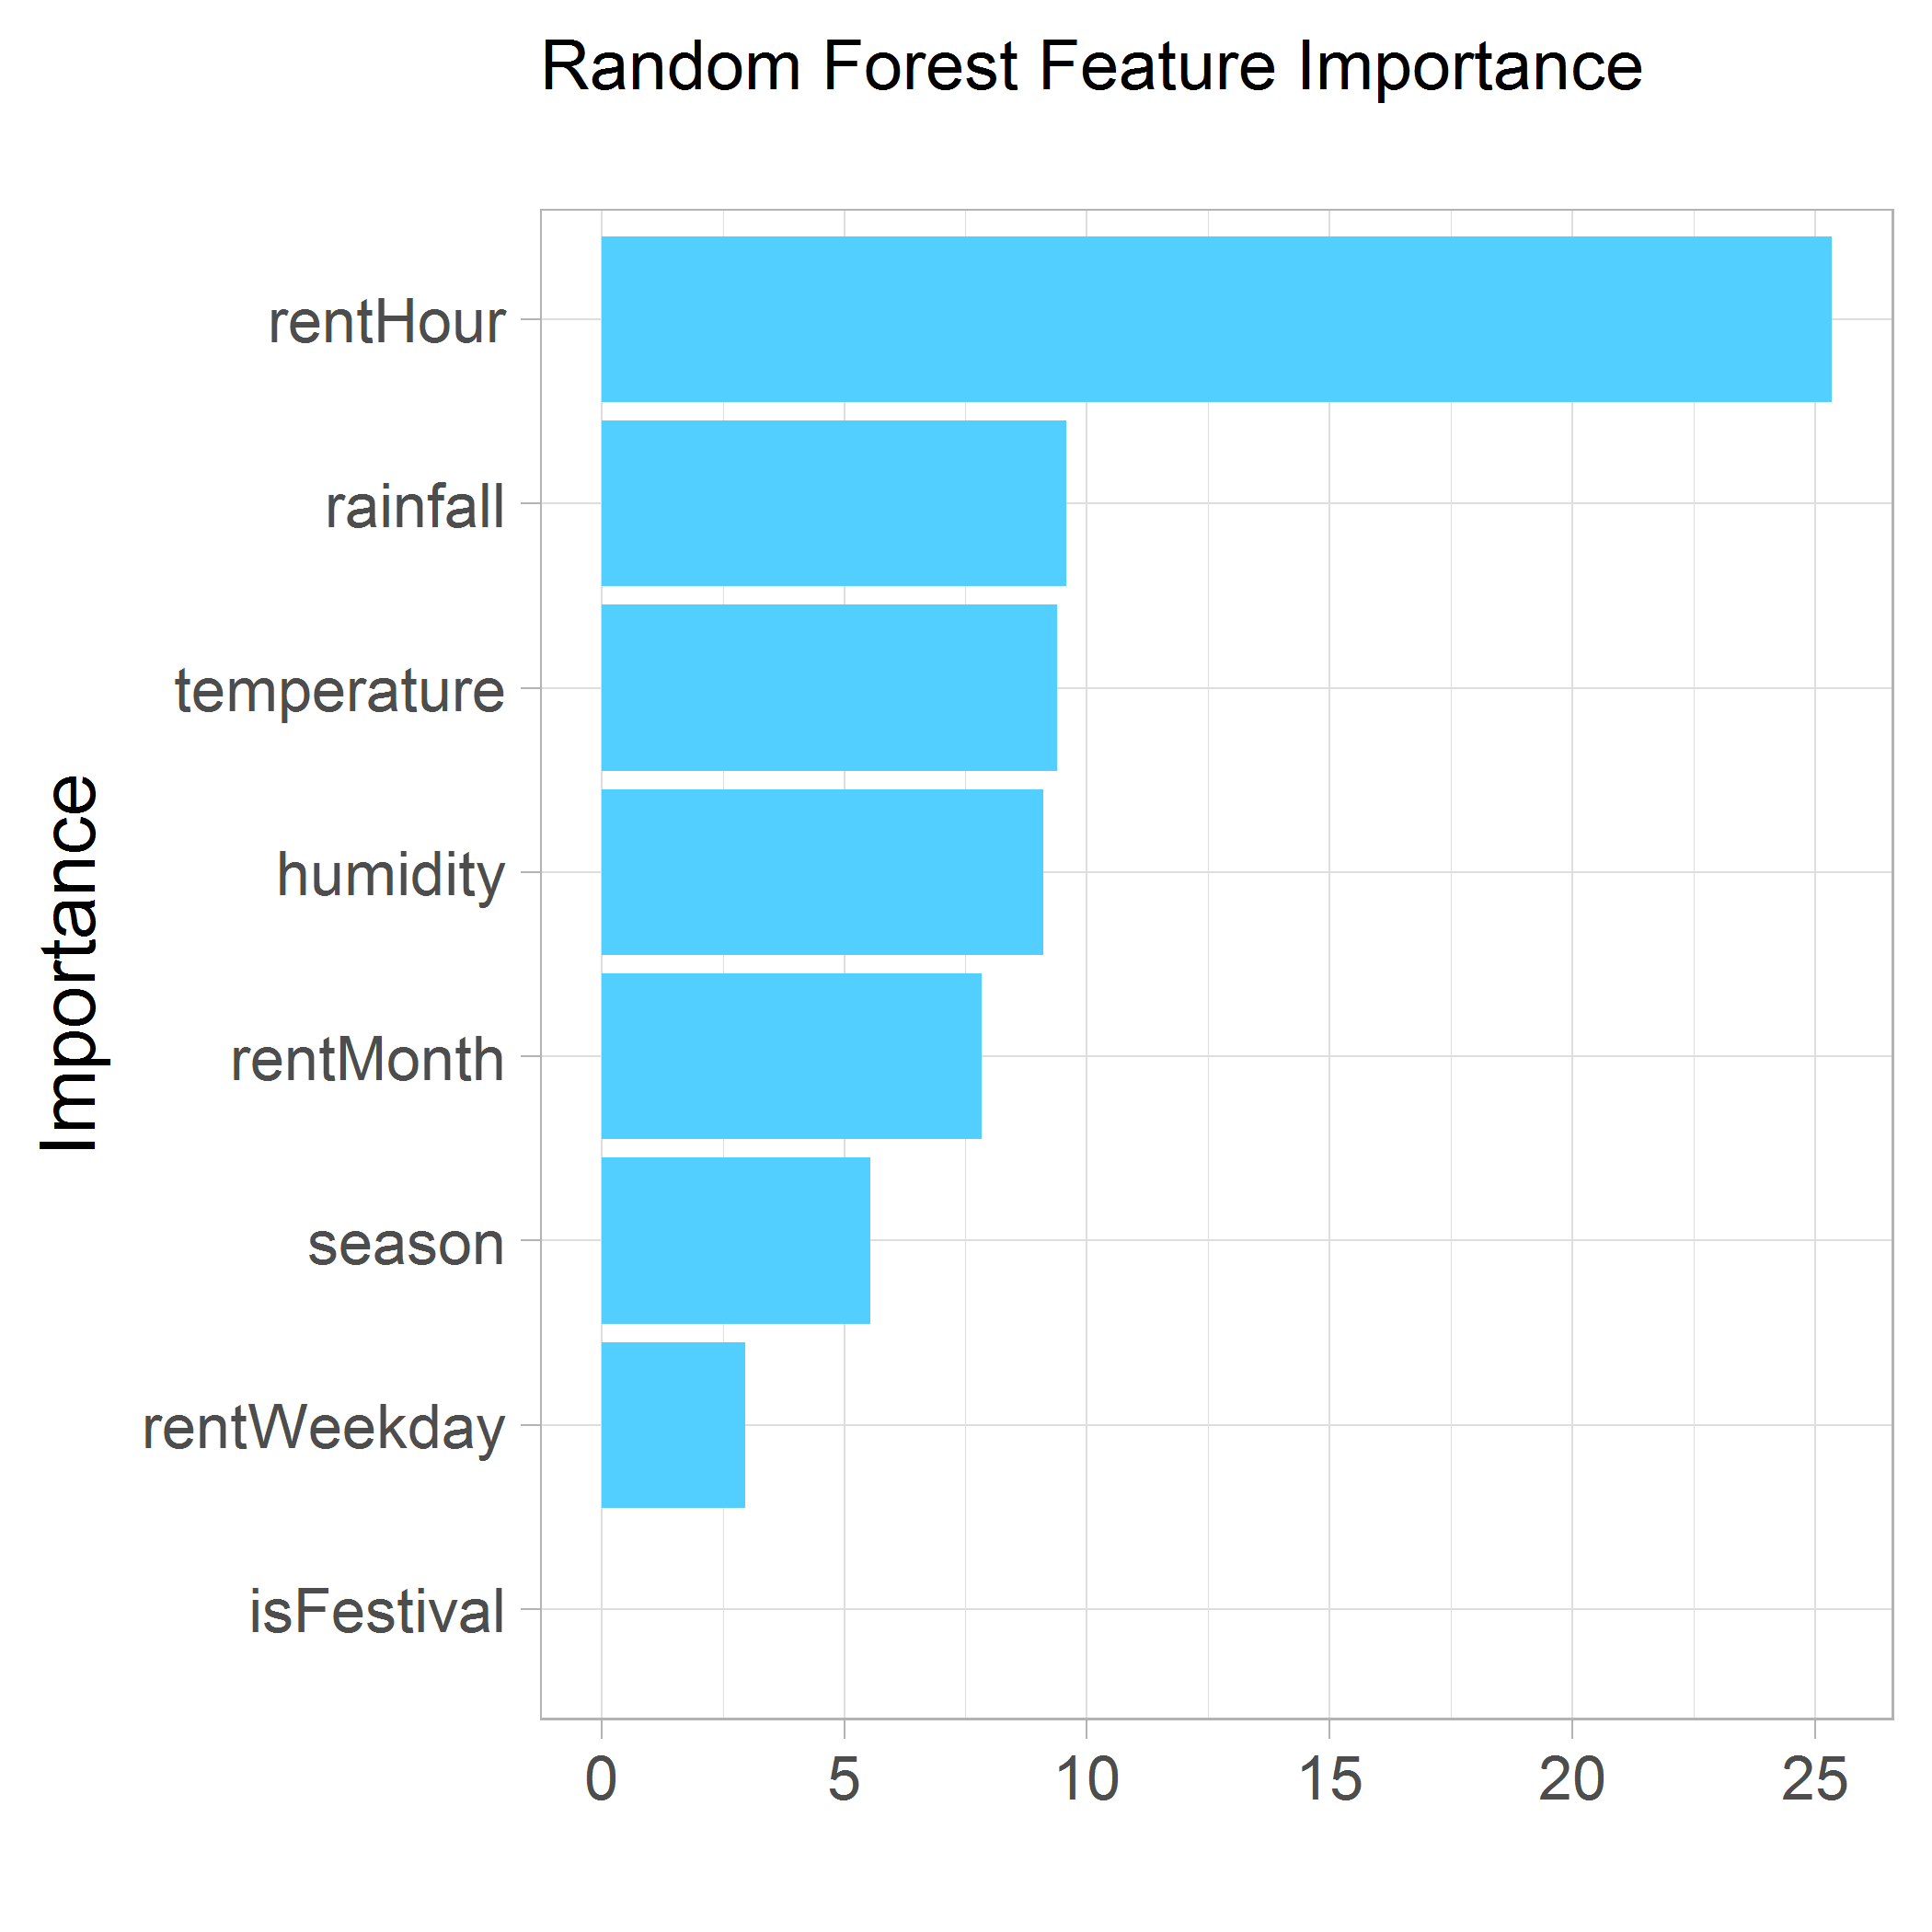 Random Forest Feature Importance
Importance
rentHour
rainfall
temperature
humidity
rentMonth
season
rentWeekday
isFestival
0 5 10 15 20 25